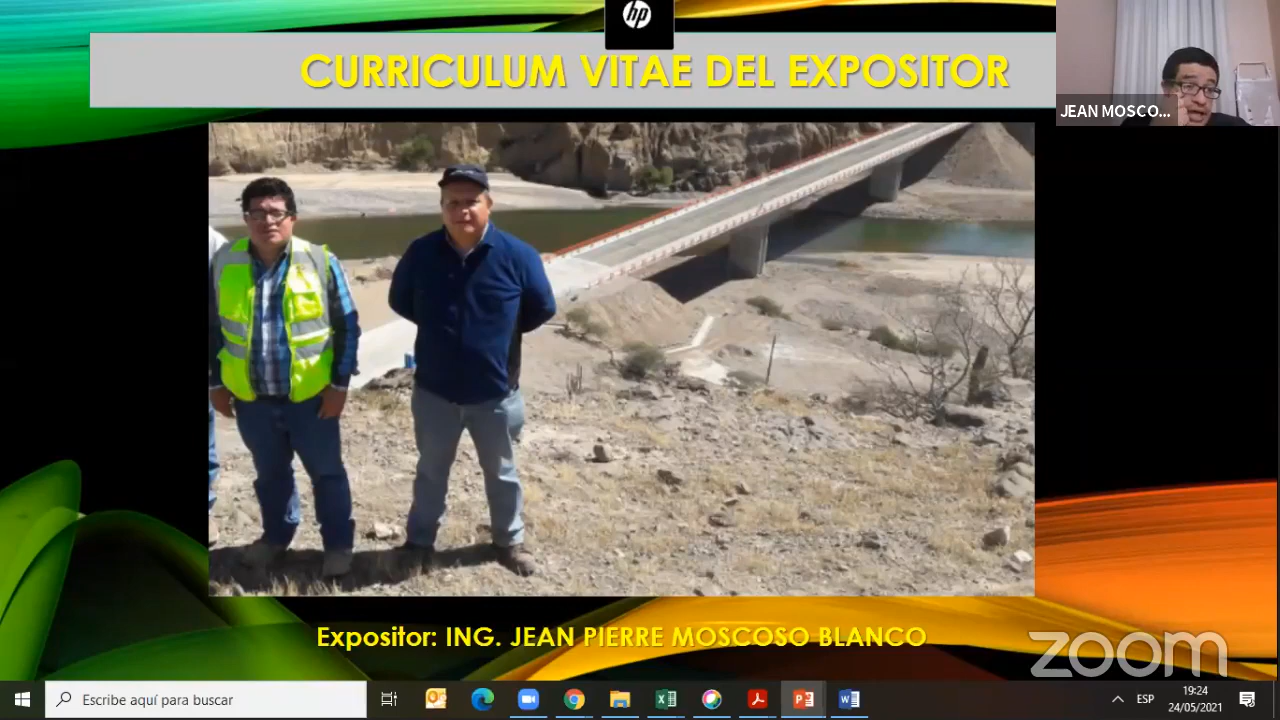 hp
CURRICULUM VITAE DEL EXPOSITOR
JEAN MOSCO...
Expositor: ING. JEAN PIERRE MOSCOSO BLANCO
zoom
Escribe aquí para buscar
ESP
19:24
24/05/2021